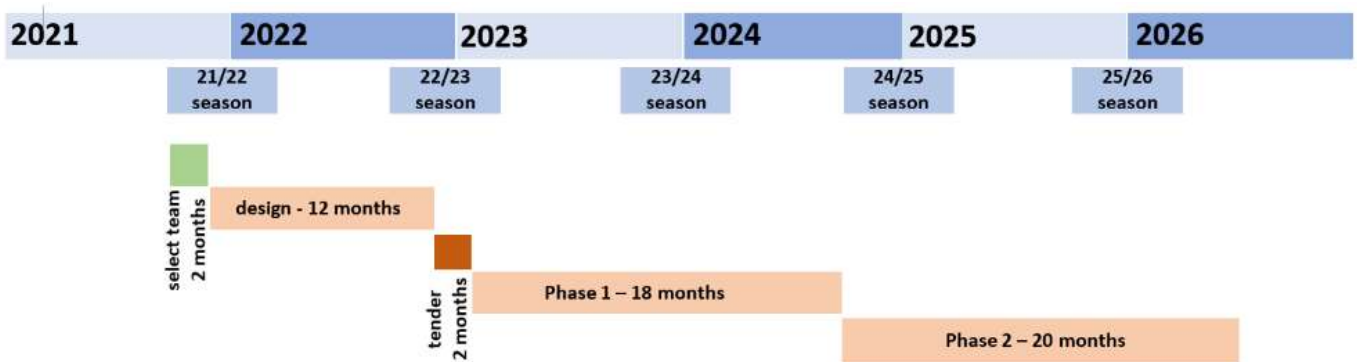 2021 2022 2023 2024 2025 2026
21/22 22/23 23/24 24/25 25/26
season season season season season
select team
2 months
design - 12 months
tender
2 months
Phase 1 – 18 months
Phase 2 – 20 months